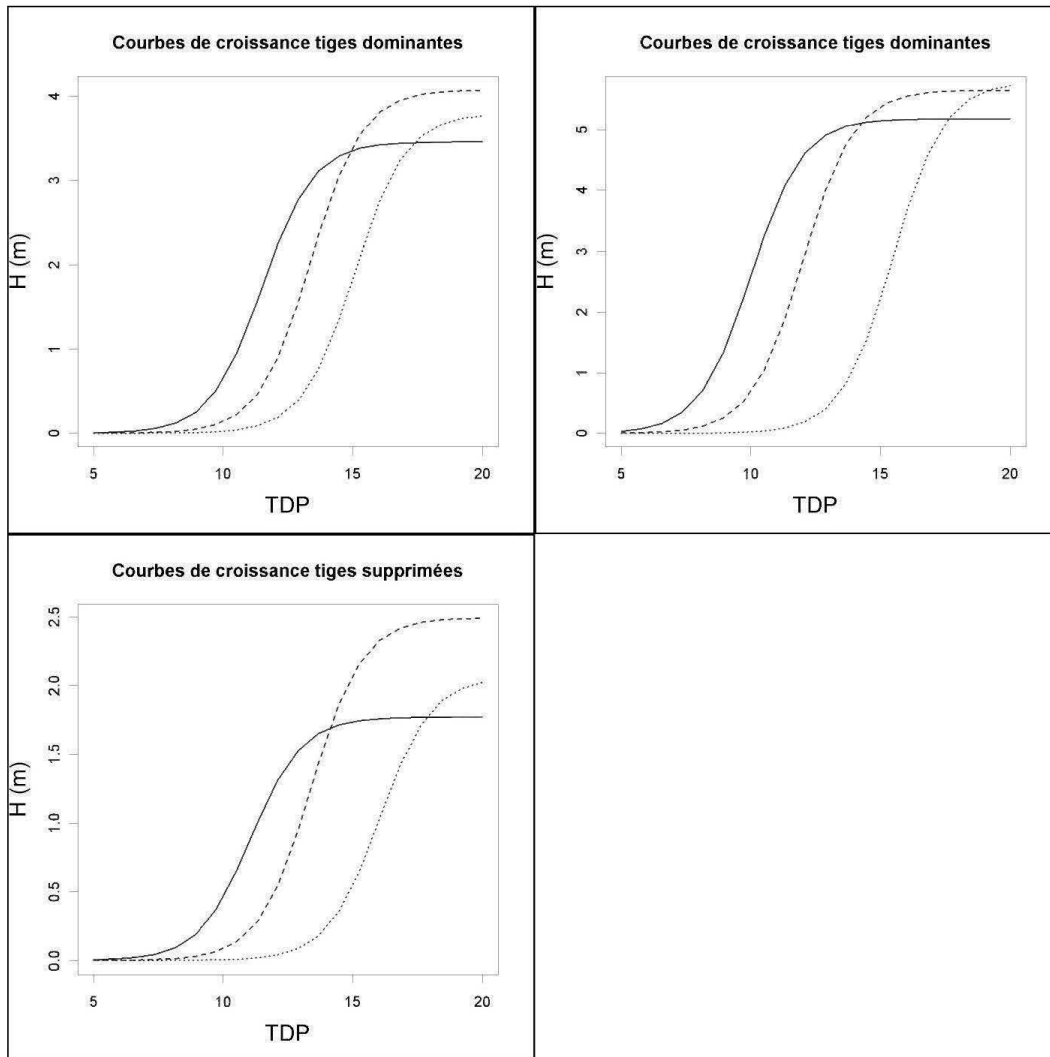 Courbes de croissance tiges dominantes
H (m)
4
3
2
1
0
5 10 15 20
TDP
Courbes de croissance tiges dominantes
H (m)
5
4
3
2
1
0
5 10 15 20
TDP
Courbes de croissance tiges supprimées
H (m)
2.5
2.0
1.5
1.0
0.5
0.0
5 10 15 20
TDP